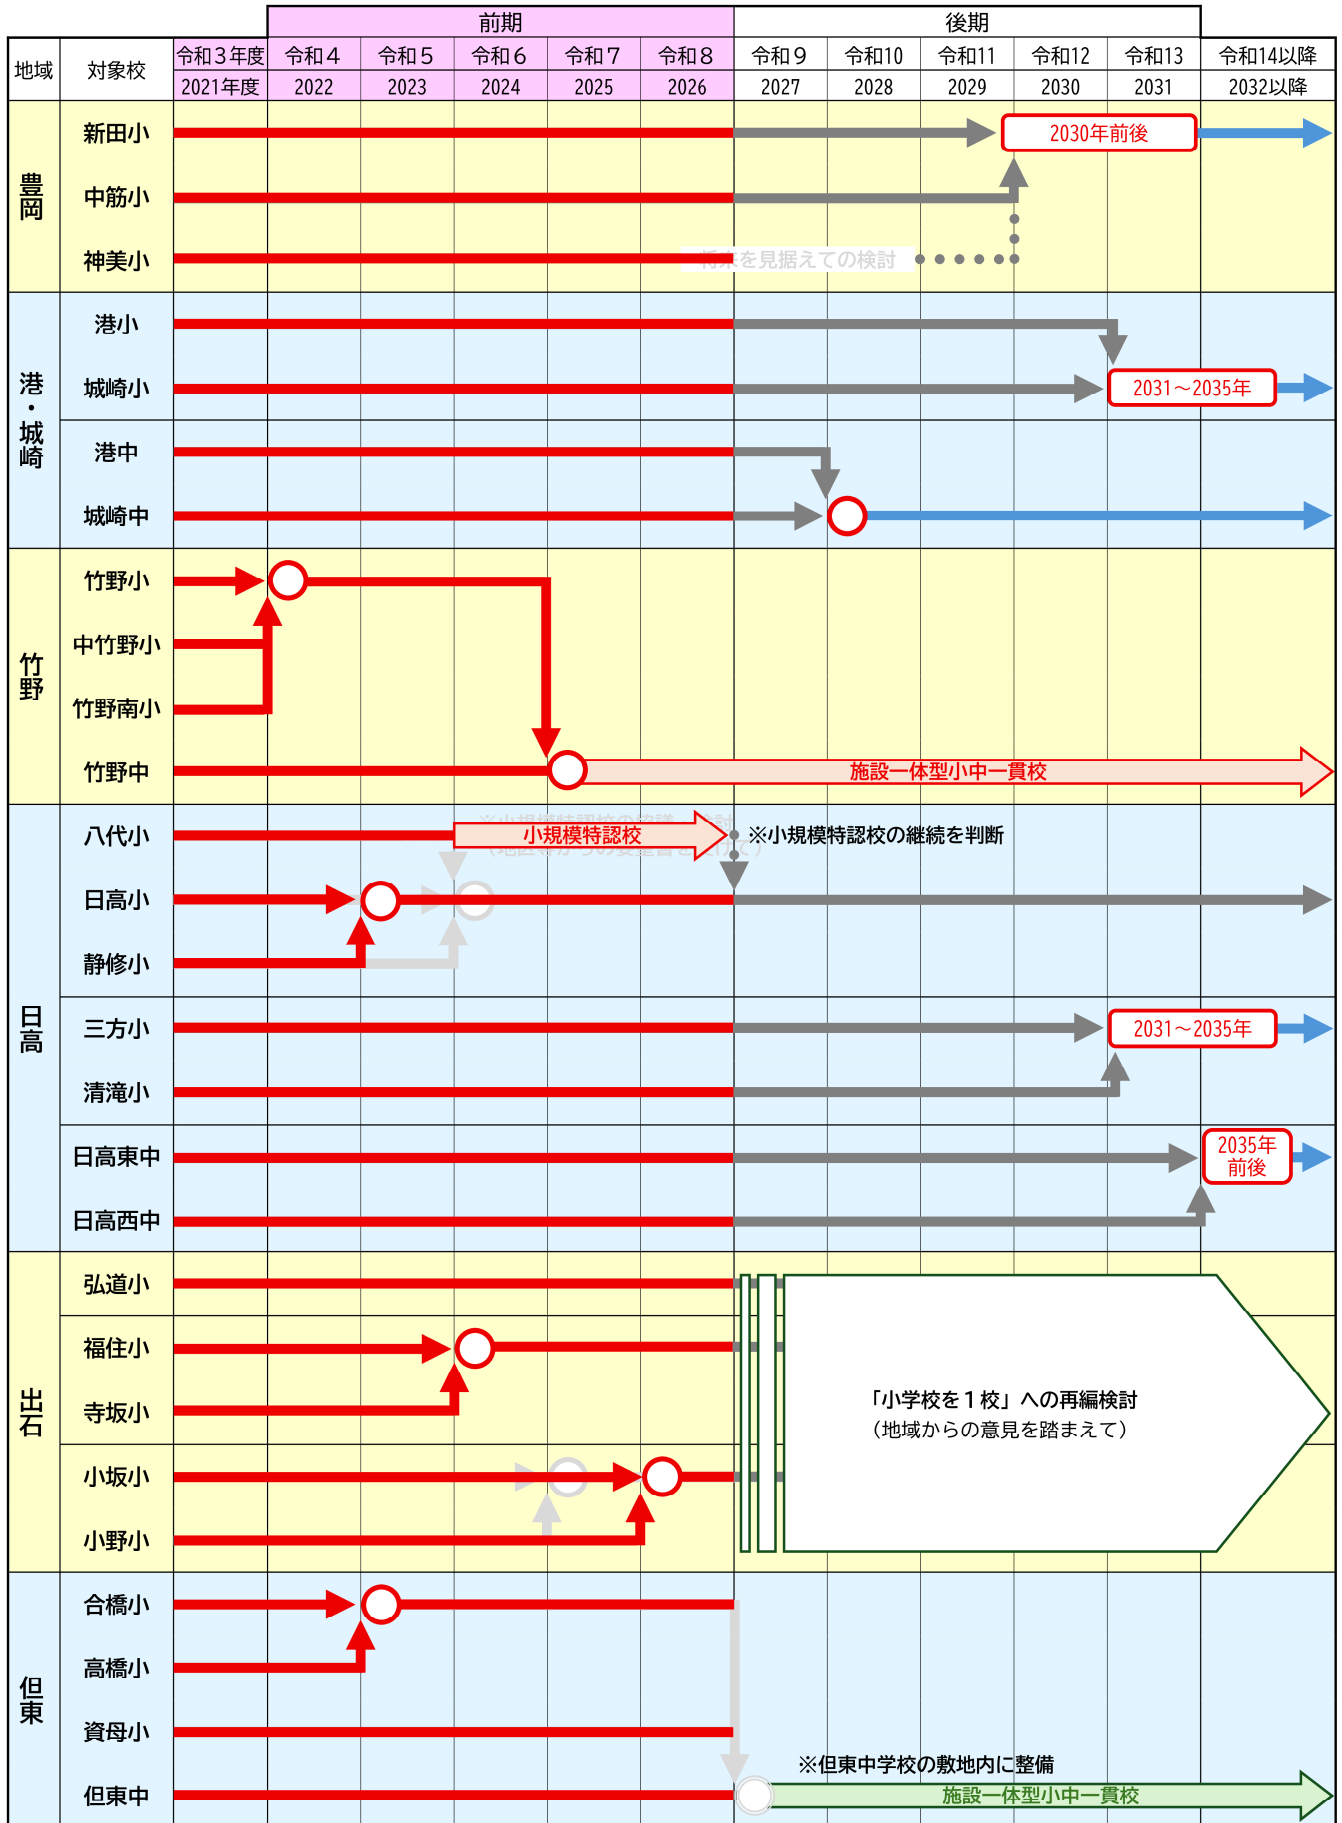 前期
後期
地域
対象校
令和３年度
令和４
令和５
令和６
令和７
令和８
令和９
令和10
令和11
令和12
令和13
令和14以降
2021年度
2022
2023
2024
2025
2026
2027
2028
2029
2030
2031
2032以降
豊岡
新田小
2030年前後
中筋小
神美小
将来を見据えての検討
港・城崎
港小
城崎小
2031～2035年
港中
城崎中
竹野
竹野小
中竹野小
竹野南小
竹野中
施設一体型小中一貫校
日高
八代小
小規模特認校
※小規模特認校の継続を判断
日高小
静修小
三方小
2031～2035年
清滝小
日高東中
2035年
前後
日高西中
出石
弘道小
福住小
寺坂小
「小学校を１校」への再編検討
（地域からの意見を踏まえて）
小坂小
小野小
但東
合橋小
高橋小
資母小
※但東中学校の敷地内に整備
但東中
施設一体型小中一貫校